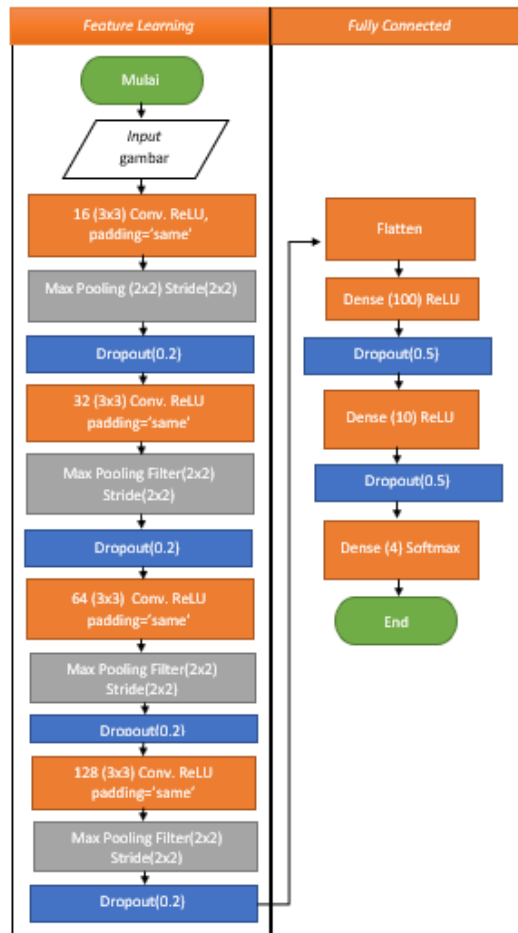 Feature Learning
Mulai
Input
gambar
16 (3x3) Conv. ReLU,
padding='same'
Max Pooling (2x2) Stride(2x2)
Dropout(0.2)
32 (3x3) Conv. ReLU
padding='same'
Max Pooling Filter(2x2)
Stride(2x2)
Dropout(0.2)
64 (3x3) Conv. ReLU
padding='same'
Max Pooling Filter(2x2)
Stride(2x2)
Dropout(0.2)
128 (3x3) Conv. ReLU
padding='same'
Max Pooling Filter(2x2)
Stride(2x2)
Dropout(0.2)
Fully Connected
Flatten
Dense (100) ReLU
Dropout(0.5)
Dense (10) ReLU
Dropout(0.5)
Dense (4) Softmax
End